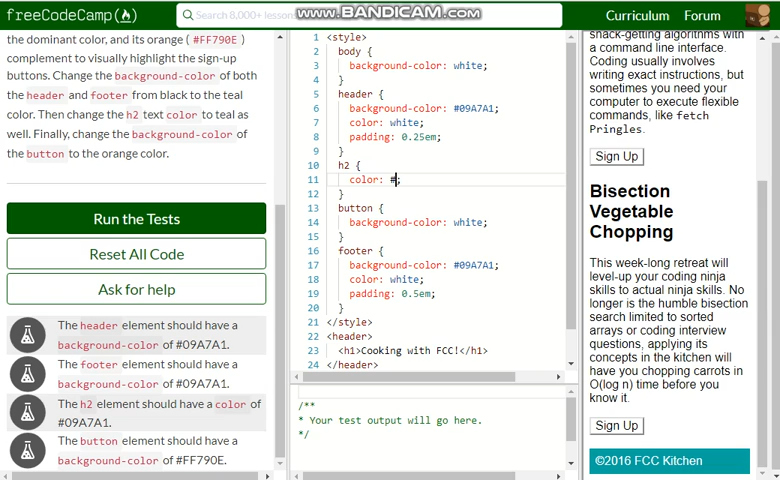 freeCodeCamp
Search 8,000+ lessons
www.BANDICAM.com
Curriculum
Forum
the dominant color, and its orange ( #FF790E )
complement to visually highlight the sign-up
buttons. Change the background-color of both
the header and footer from black to the teal
color. Then change the h2 text color to teal as
well. Finally, change the background-color of
the button to the orange color.
Run the Tests
Reset All Code
Ask for help
The header element should have a
background-color of #09A7A1.
The footer element should have a
background-color of #09A7A1.
The h2 element should have a color of
#09A7A1.
The button element should have a
background-color of #FF790E.
1 <style>
2 body {
3 background-color: white;
4 }
5 header {
6 background-color: #09A7A1;
7 color: white;
8 padding: 0.25em;
9 }
10 h2 {
11 color: #;
12 }
13 button {
14 background-color: white;
15 }
16 footer {
17 background-color: #09A7A1;
18 color: white;
19 padding: 0.5em;
20 }
21 </style>
22 <header>
23 <h1>Cooking with FCC!</h1>
24 </header>
/**
* Your test output will go here.
*/
snack-getting algorithms with
a command line interface.
Coding usually involves
writing exact instructions, but
sometimes you need your
computer to execute flexible
commands, like fetch
Pringles.
Sign Up
Bisection
Vegetable
Chopping
This week-long retreat will
level-up your coding ninja
skills to actual ninja skills. No
longer is the humble bisection
search limited to sorted
arrays or coding interview
questions, applying its
concepts in the kitchen will
have you chopping carrots in
O(log n) time before you
know it.
Sign Up
©2016 FCC Kitchen